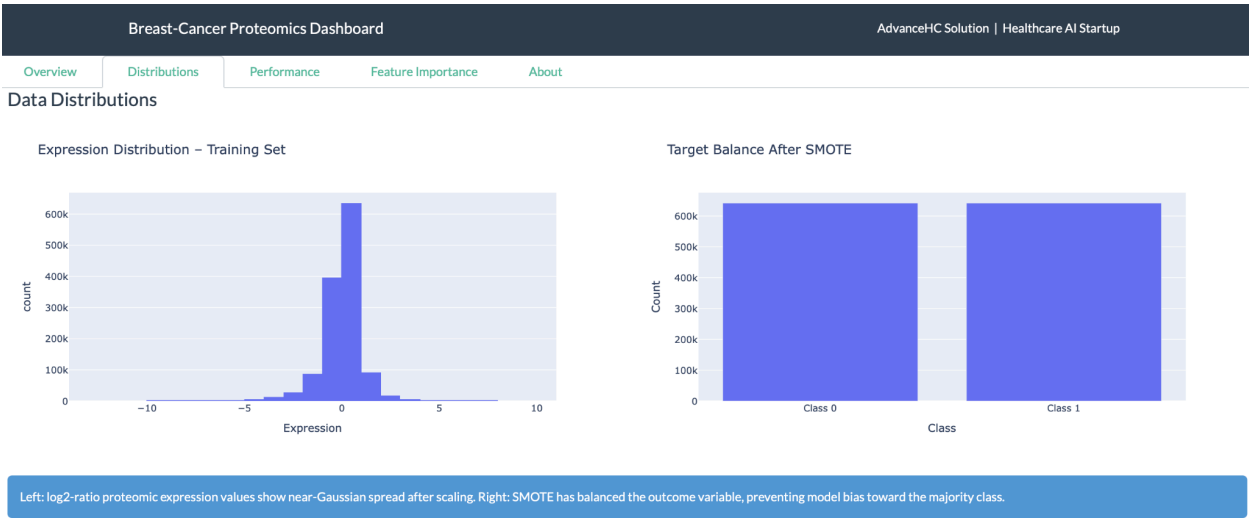 Breast-Cancer Proteomics Dashboard
AdvanceHC Solution | Healthcare AI Startup
Overview
Distributions
Performance
Feature Importance
About
Data Distributions
Expression Distribution – Training Set
600k
500k
400k
300k
200k
100k
0
count
−10
−5
0
5
10
Expression
Target Balance After SMOTE
600k
500k
400k
300k
200k
100k
0
Count
Class 0
Class 1
Class
Left: log2-ratio proteomic expression values show near-Gaussian spread after scaling. Right: SMOTE has balanced the outcome variable, preventing model bias toward the majority class.